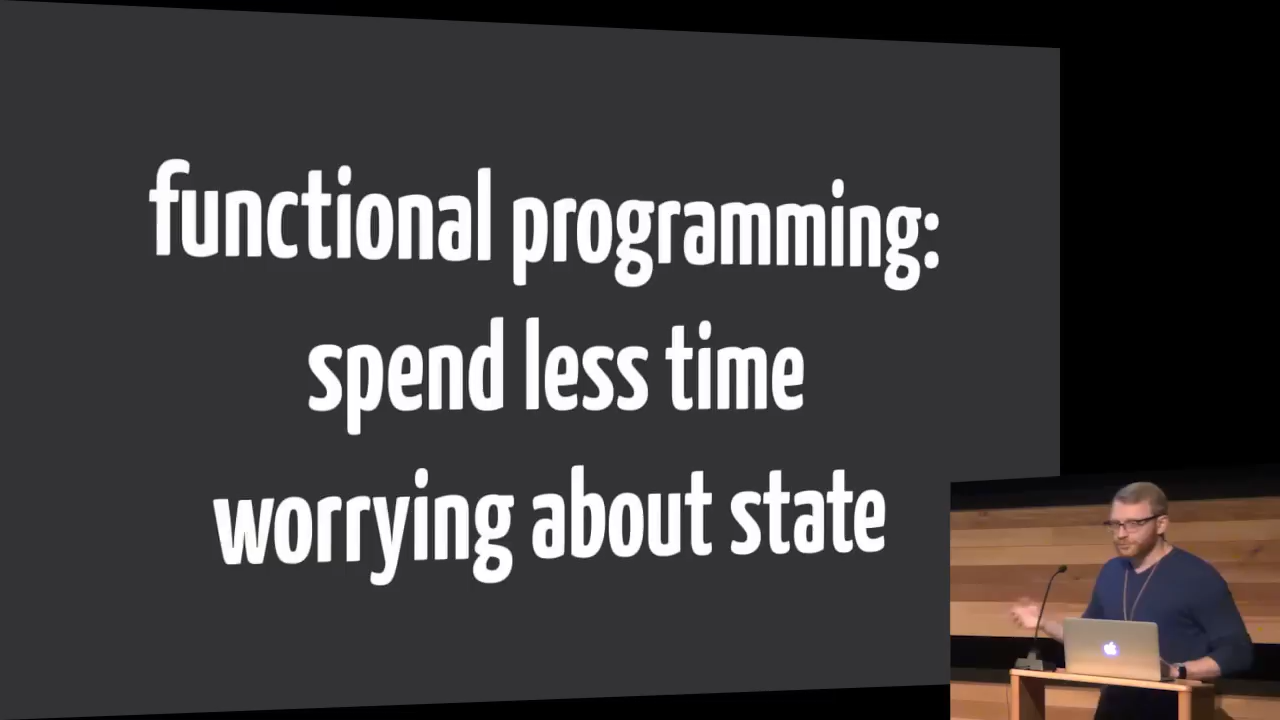 functional programming:
spend less time
worrying about state